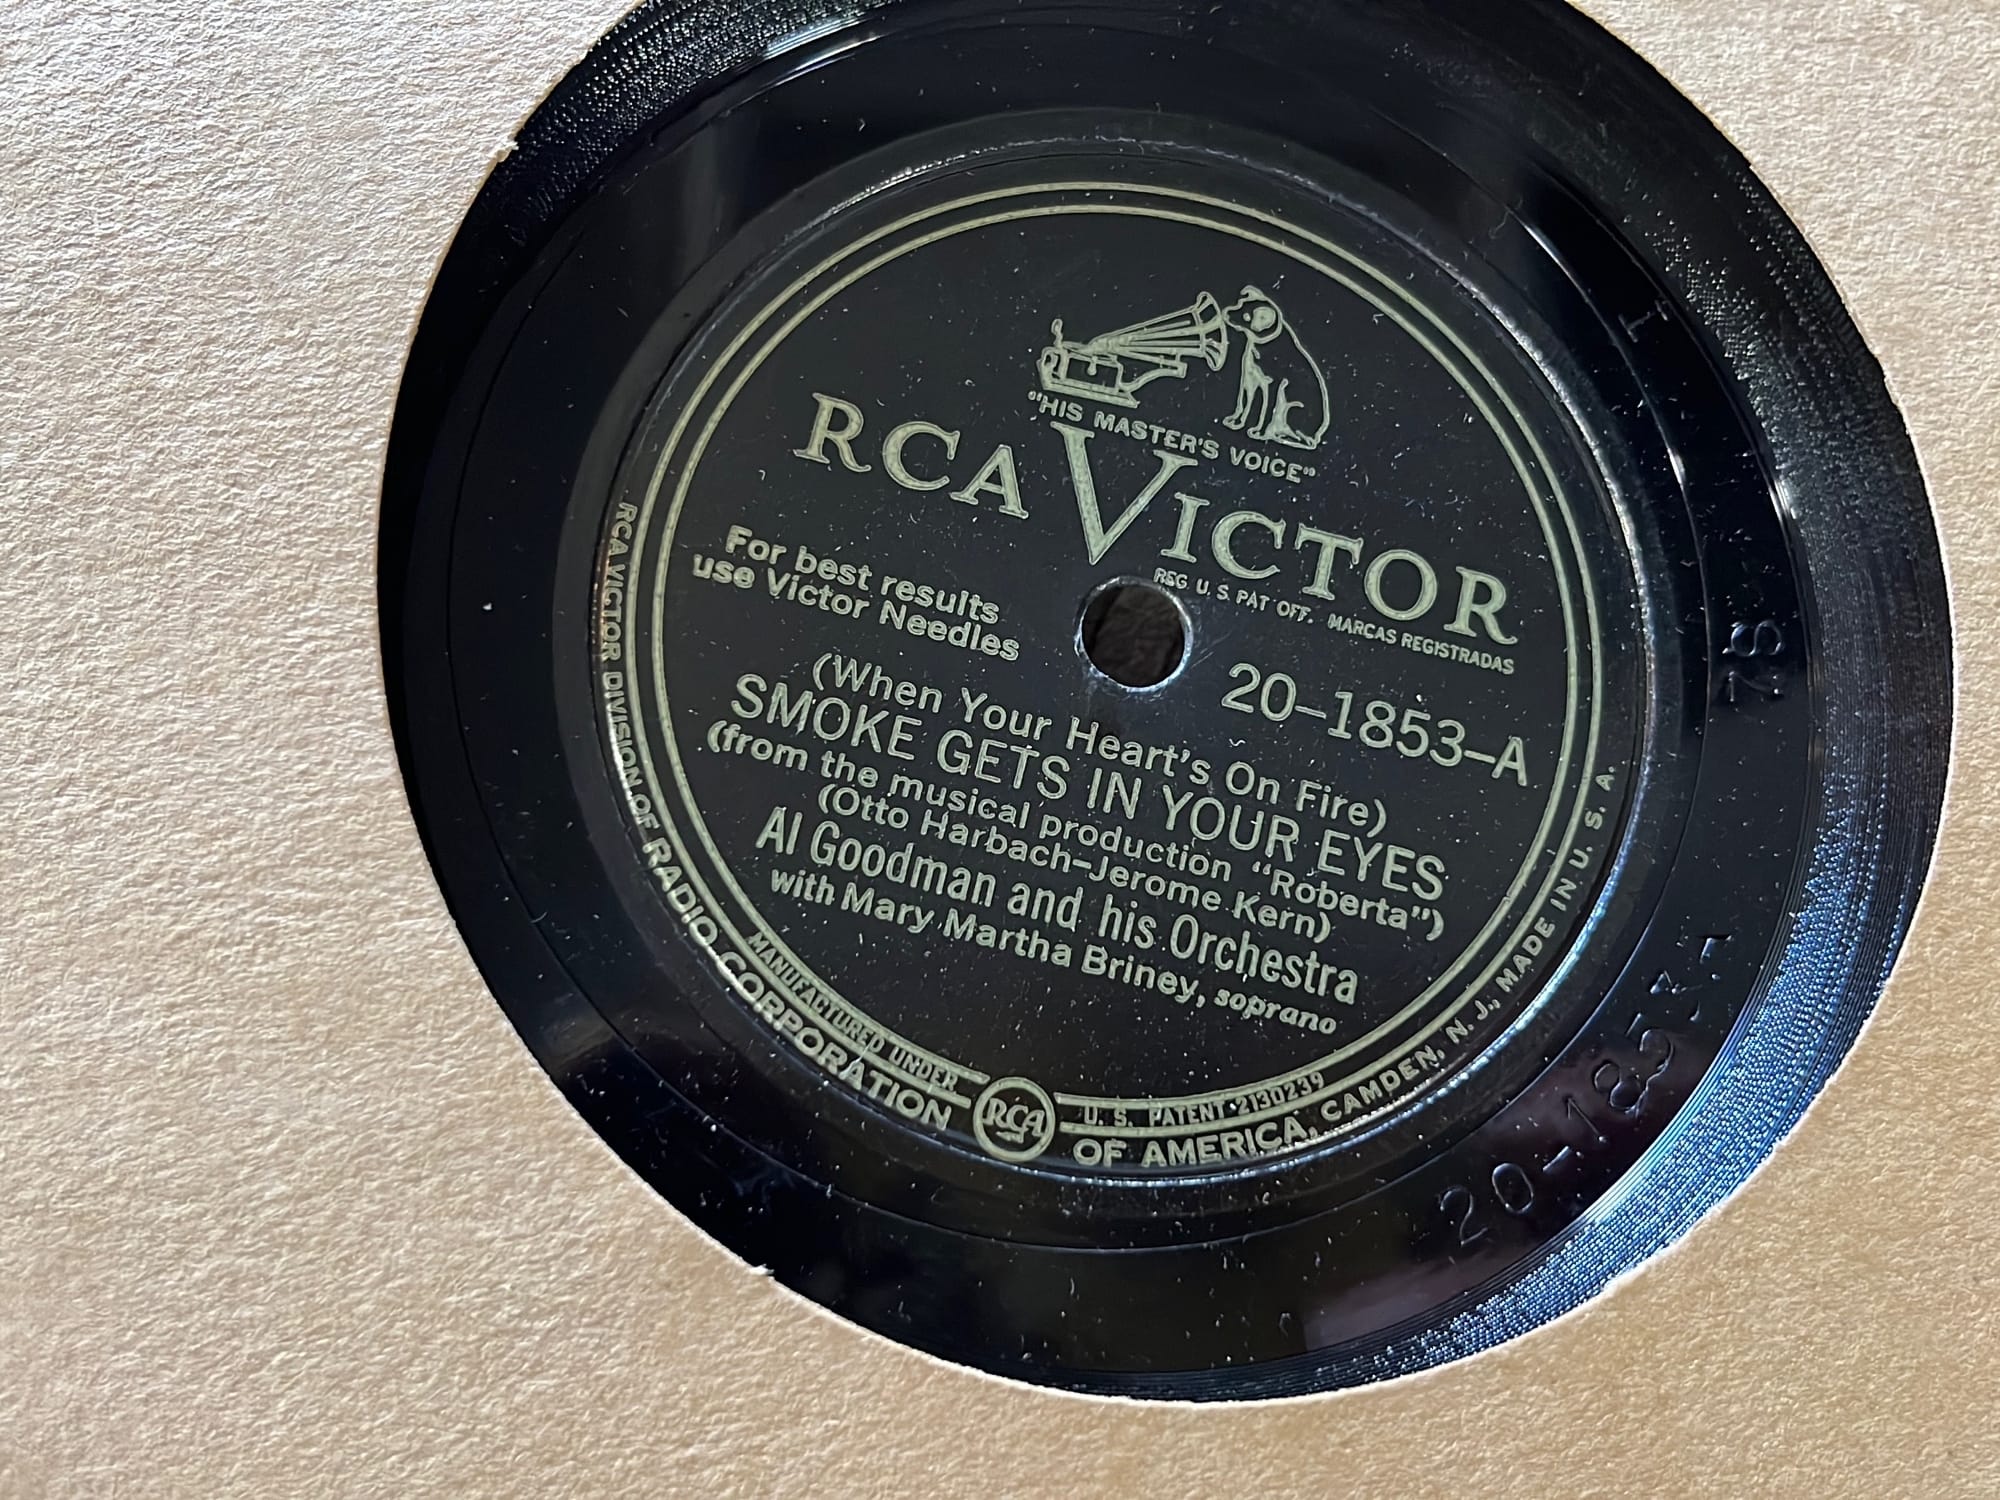 "HIS MASTER'S VOICE"
RCA VICTOR
REG U. S. PAT OFF. MARCAS REGISTRADAS
For best results
use Victor Needles
20-1853-A
(When Your Heart's On Fire)
SMOKE GETS IN YOUR EYES
(from the musical production "Roberta")
(Otto Harbach-Jerome Kern)
Al Goodman and his Orchestra
with Mary Martha Briney, soprano
MANUFACTURED UNDER RCA U. S. PATENT 2130239
RCA VICTOR DIVISION OF RADIO CORPORATION OF AMERICA, CAMDEN, N. J., MADE IN U. S. A.
20-1853-